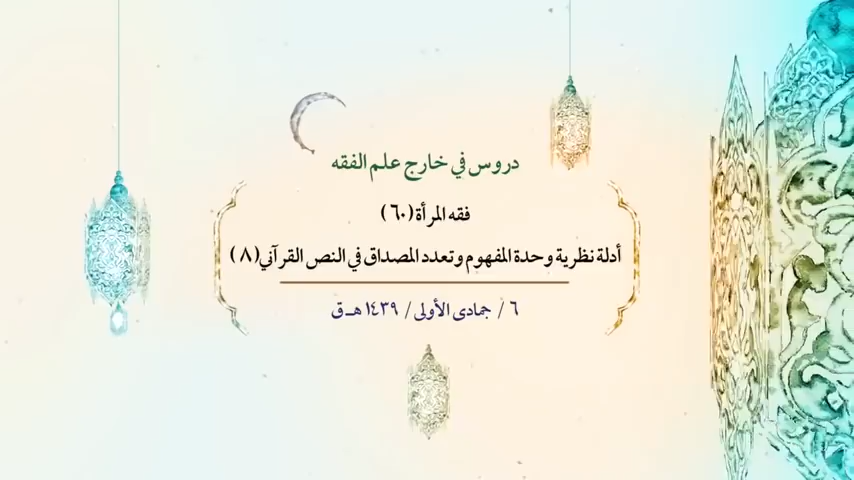 دروس في خارج علم الفقه
فقه المرأة (٦٠)
أدلة نظرية وحدة المفهوم وتعدد المصداق في النص القرآني (٨)
٦ / جمادى الأولى / ١٤٣٩ هـ ق